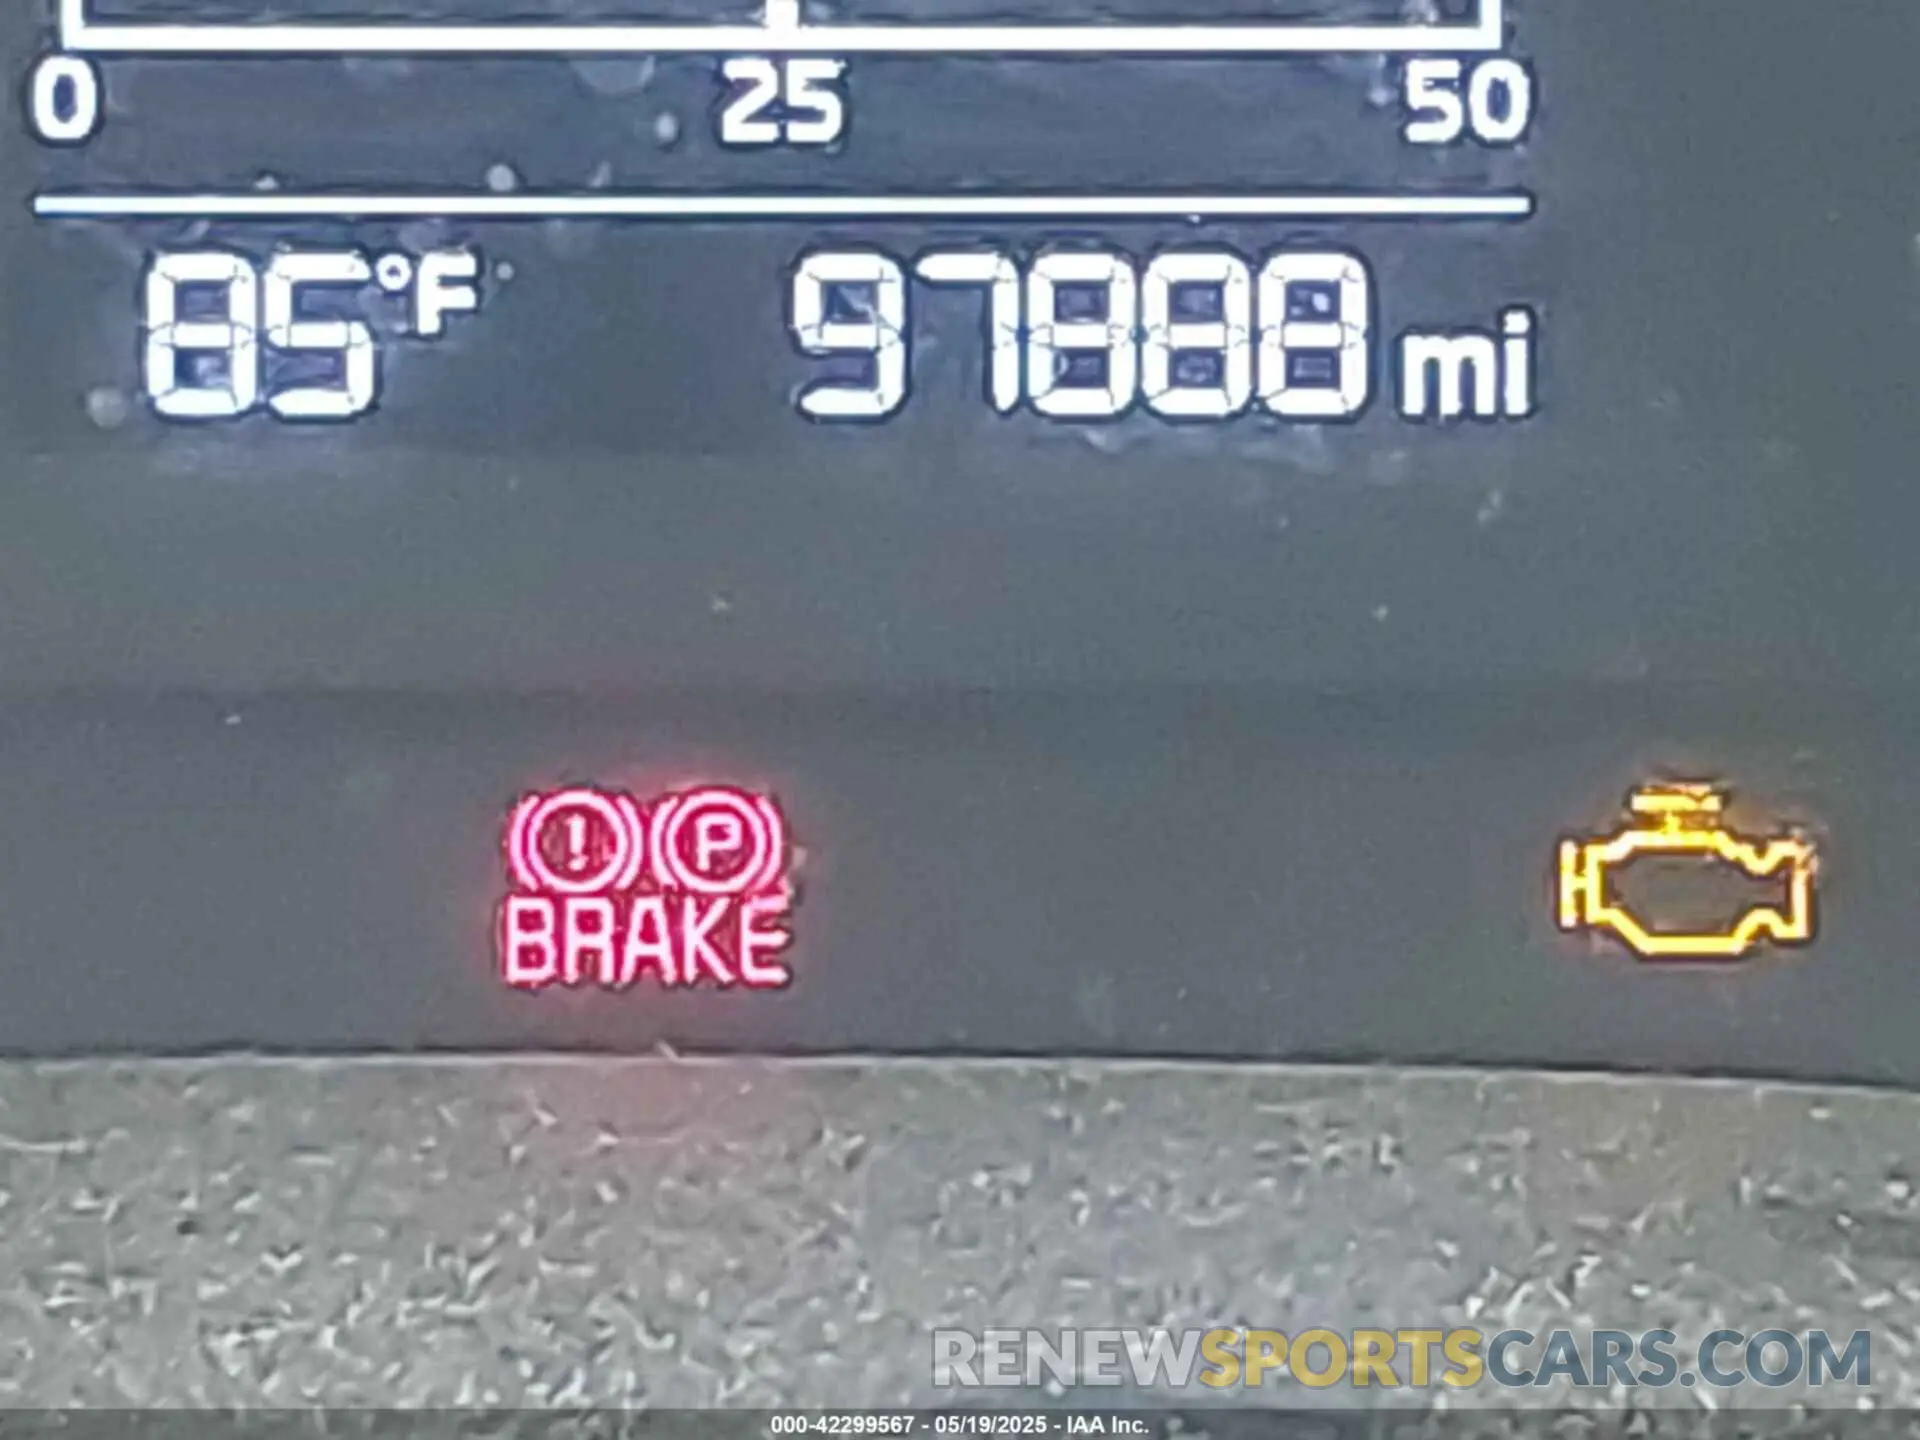 0 25 50
85°F 97888 mi
! P
BRAKE
RENEWSPORTSCARS.COM
000-42299567 - 05/19/2025 - IAA Inc.